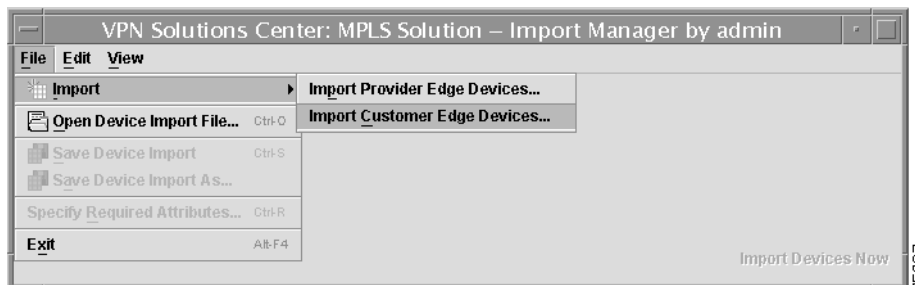 VPN Solutions Center: MPLS Solution – Import Manager by admin
File Edit View
Import
Import Provider Edge Devices...
Open Device Import File... Ctrl-O
Import Customer Edge Devices...
Save Device Import Ctrl-S
Save Device Import As...
Specify Required Attributes... Ctrl-R
Exit Alt-F4
Import Devices Now